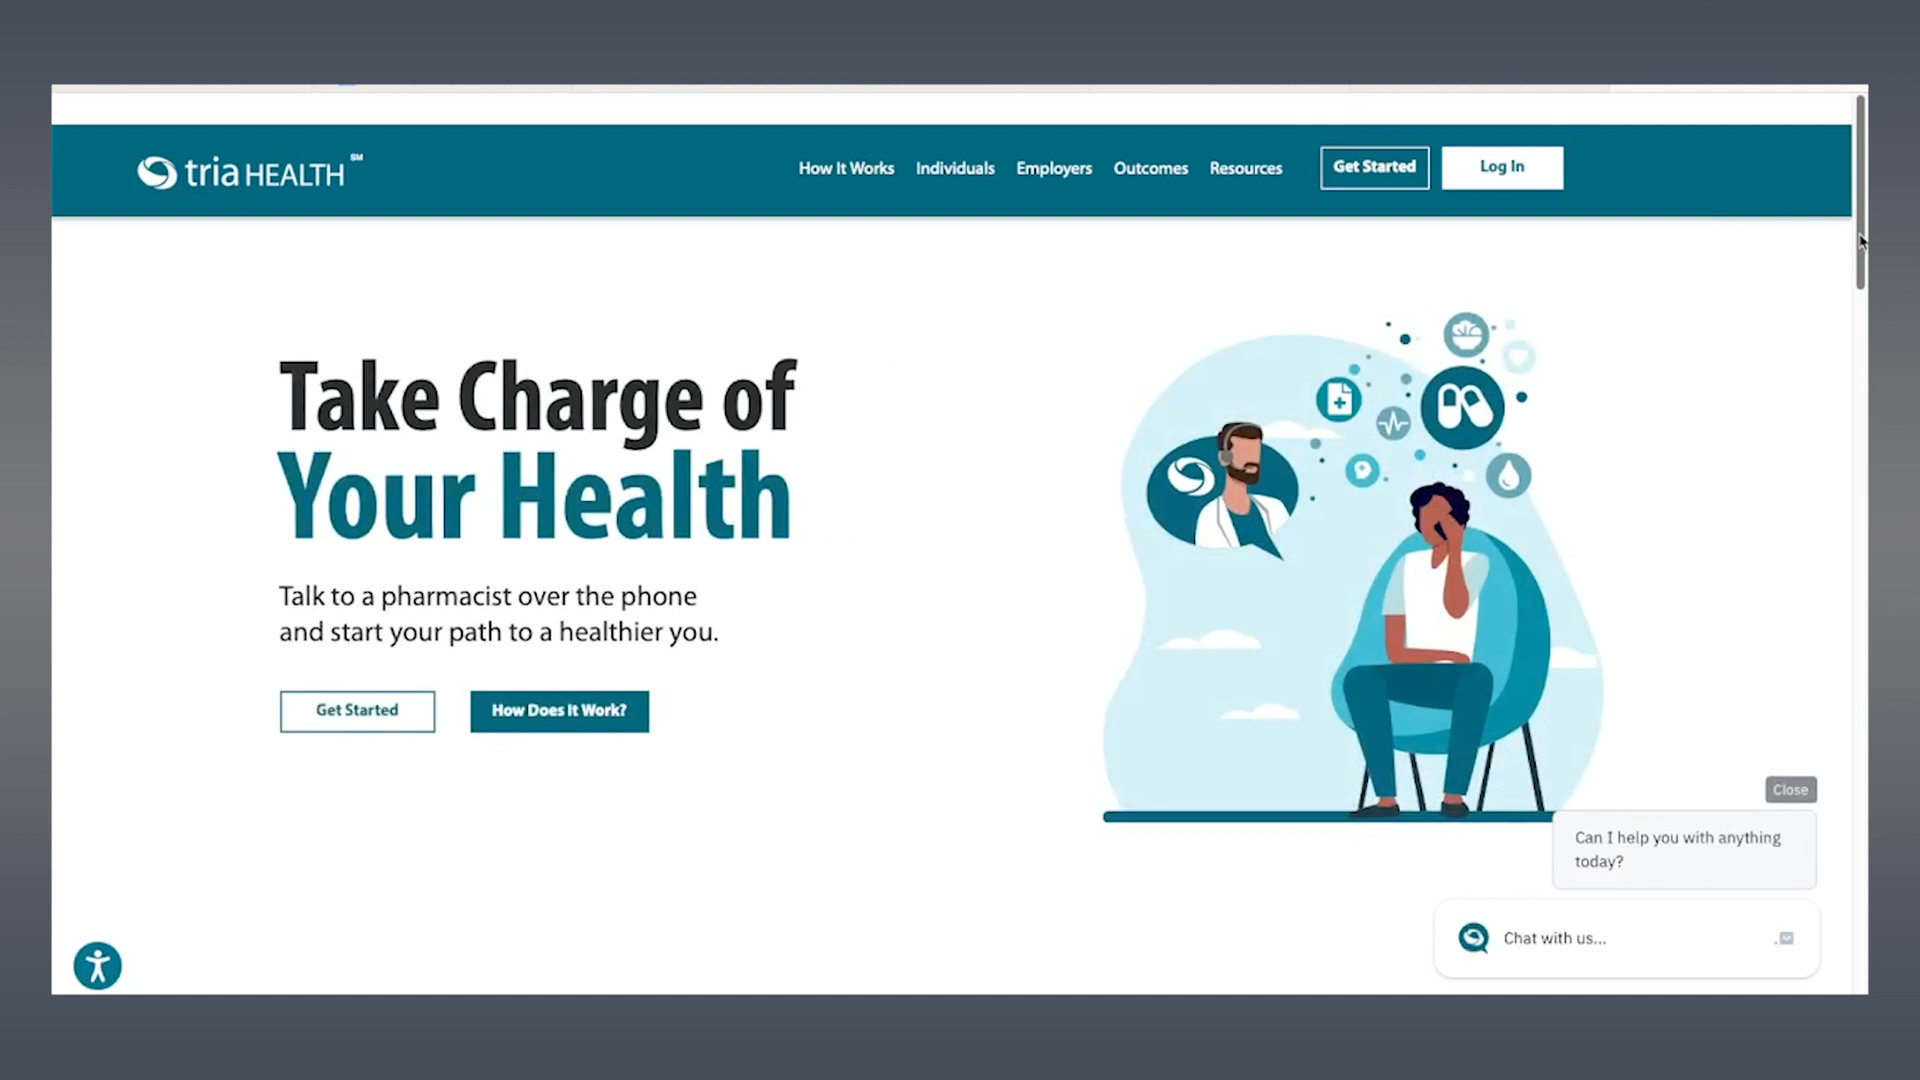 tria HEALTH SM
How It Works
Individuals
Employers
Outcomes
Resources
Get Started
Log In
Take Charge of
Your Health
Talk to a pharmacist over the phone
and start your path to a healthier you.
Get Started
How Does It Work?
Close
Can I help you with anything
today?
Chat with us...